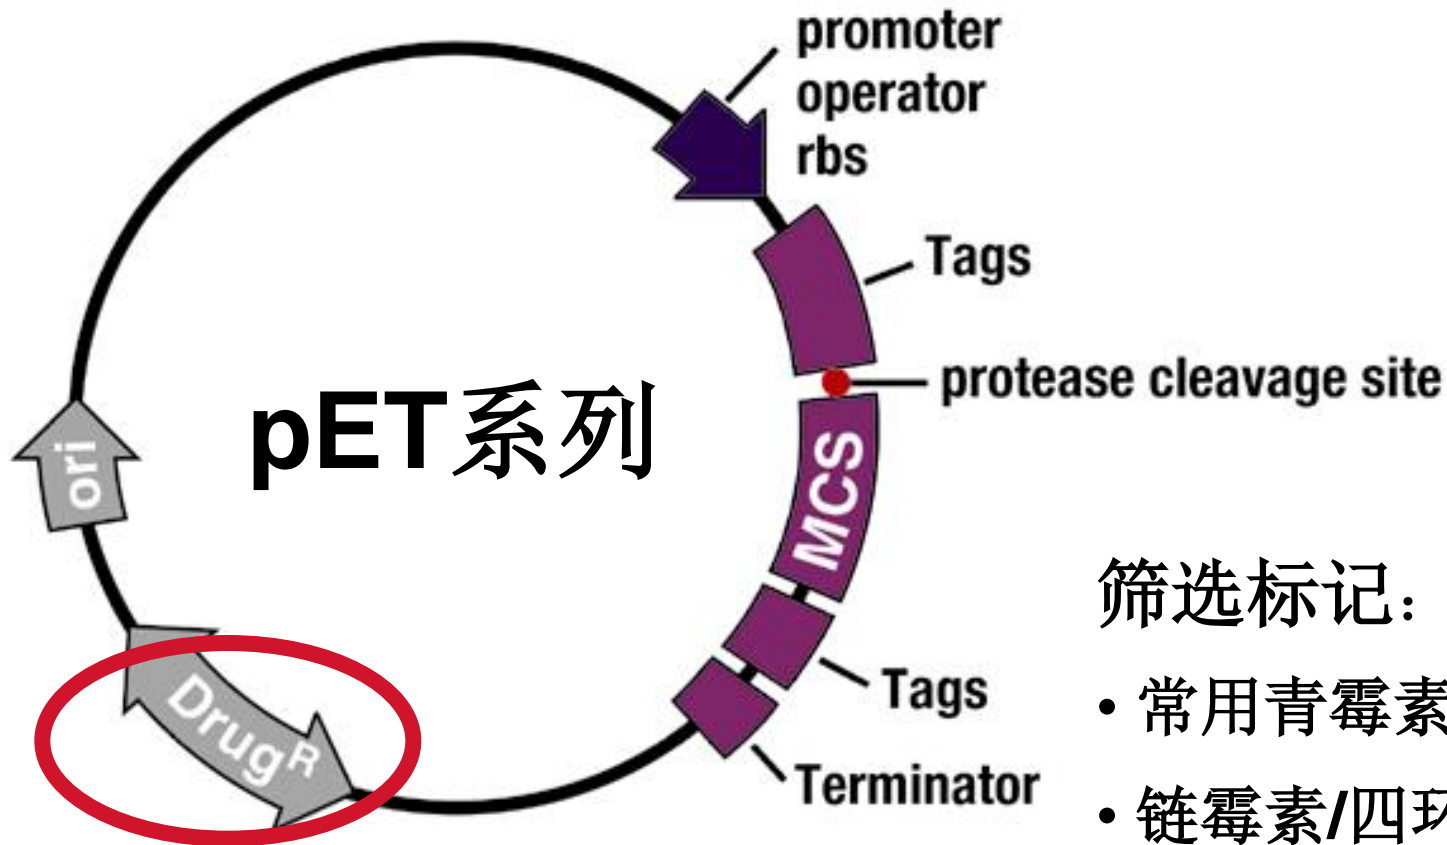 promoter
operator
rbs
Tags
protease cleavage site
pET系列
ori
MCS
筛选标记：
Drugᴿ
Tags
• 常用青霉素
Terminator
• 链霉素/四环